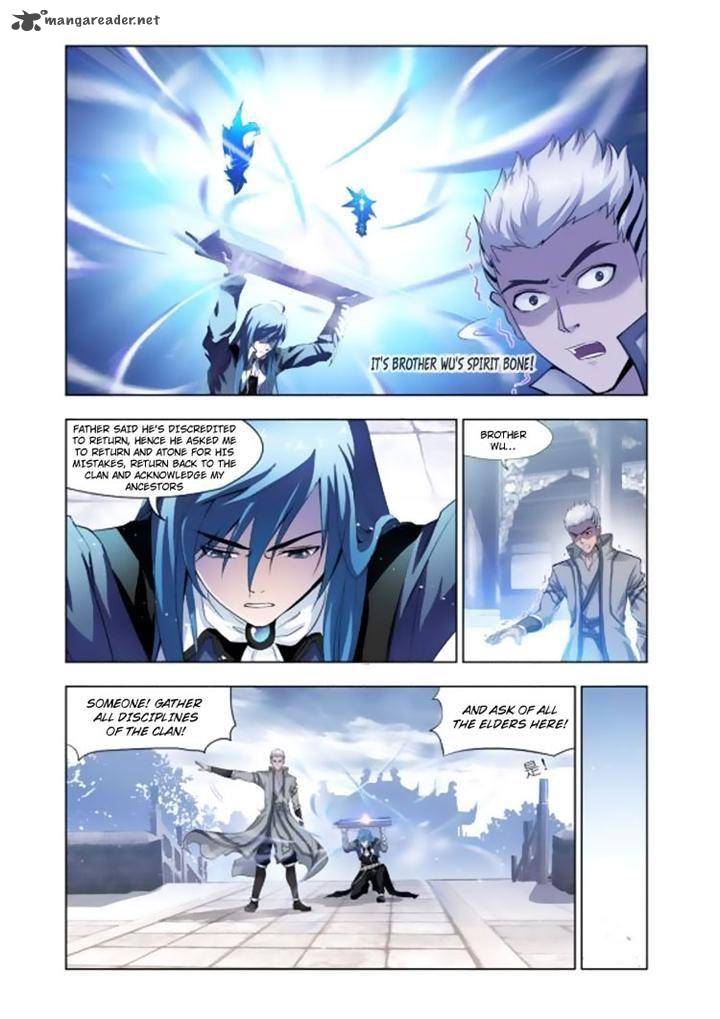 mangareader.net
IT'S BROTHER WU'S SPIRIT BONE!
FATHER SAID HE'S DISCREDITED
TO RETURN, HENCE HE ASKED ME
TO RETURN AND ATONE FOR HIS
MISTAKES, RETURN BACK TO THE
CLAN AND ACKNOWLEDGE MY
ANCESTORS
BROTHER
WU...
SOMEONE! GATHER
ALL DISCIPLINES
OF THE CLAN!
AND ASK OF ALL
THE ELDERS HERE!
是!